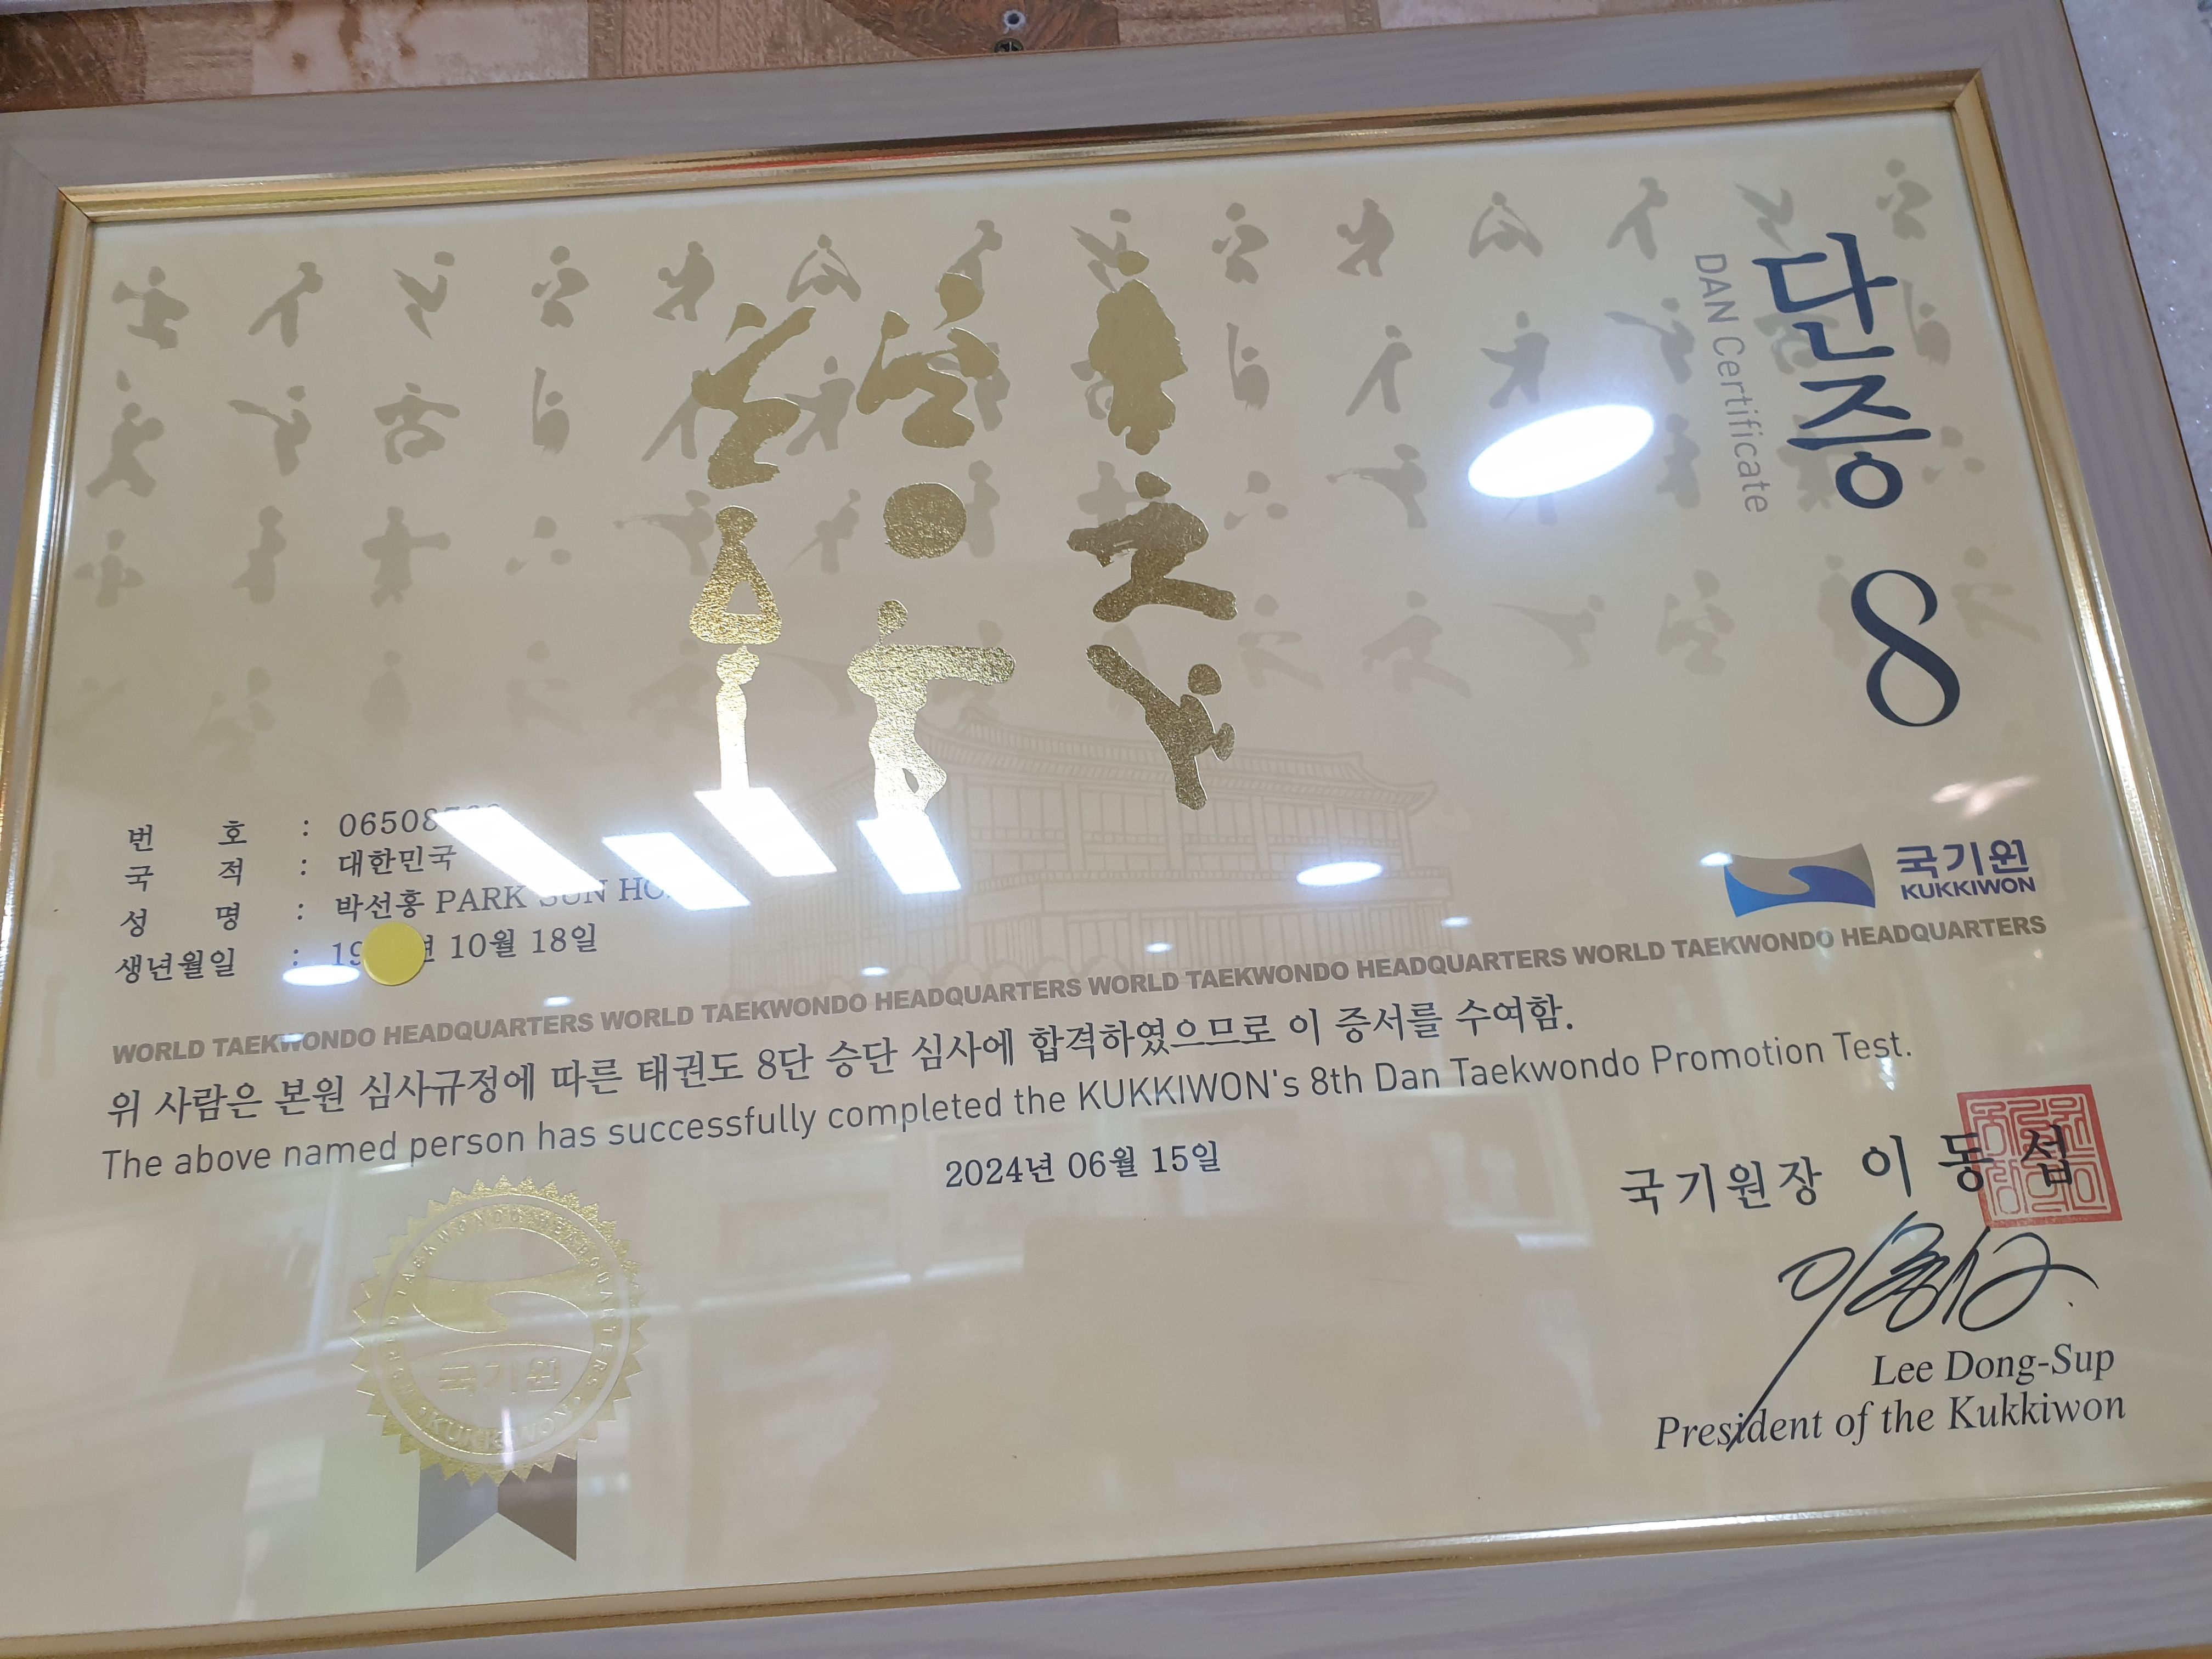 단증 8
DAN Certificate
국기원
KUKKIWON
번 호 :
국 적 : 대한민국
성 명 : 박선홍 PARK SUN
생년월일 : 10월 18일
WORLD TAEKWONDO HEADQUARTERS WORLD TAEKWONDO HEADQUARTERS WORLD TAEKWONDO HEADQUARTERS WORLD TAEKWONDO HEADQUARTERS
위 사람은 본원 심사규정에 따른 태권도 8단 승단 심사에 합격하였으므로 이 증서를 수여함.
The above named person has successfully completed the KUKKIWON's 8th Dan Taekwondo Promotion Test.
2024년 06월 15일
국기원장 이 동 섭
Lee Dong-Sup
President of the Kukkiwon
WORLD TAEKWONDO HEADQUARTERS
국기원
KUKKIWON